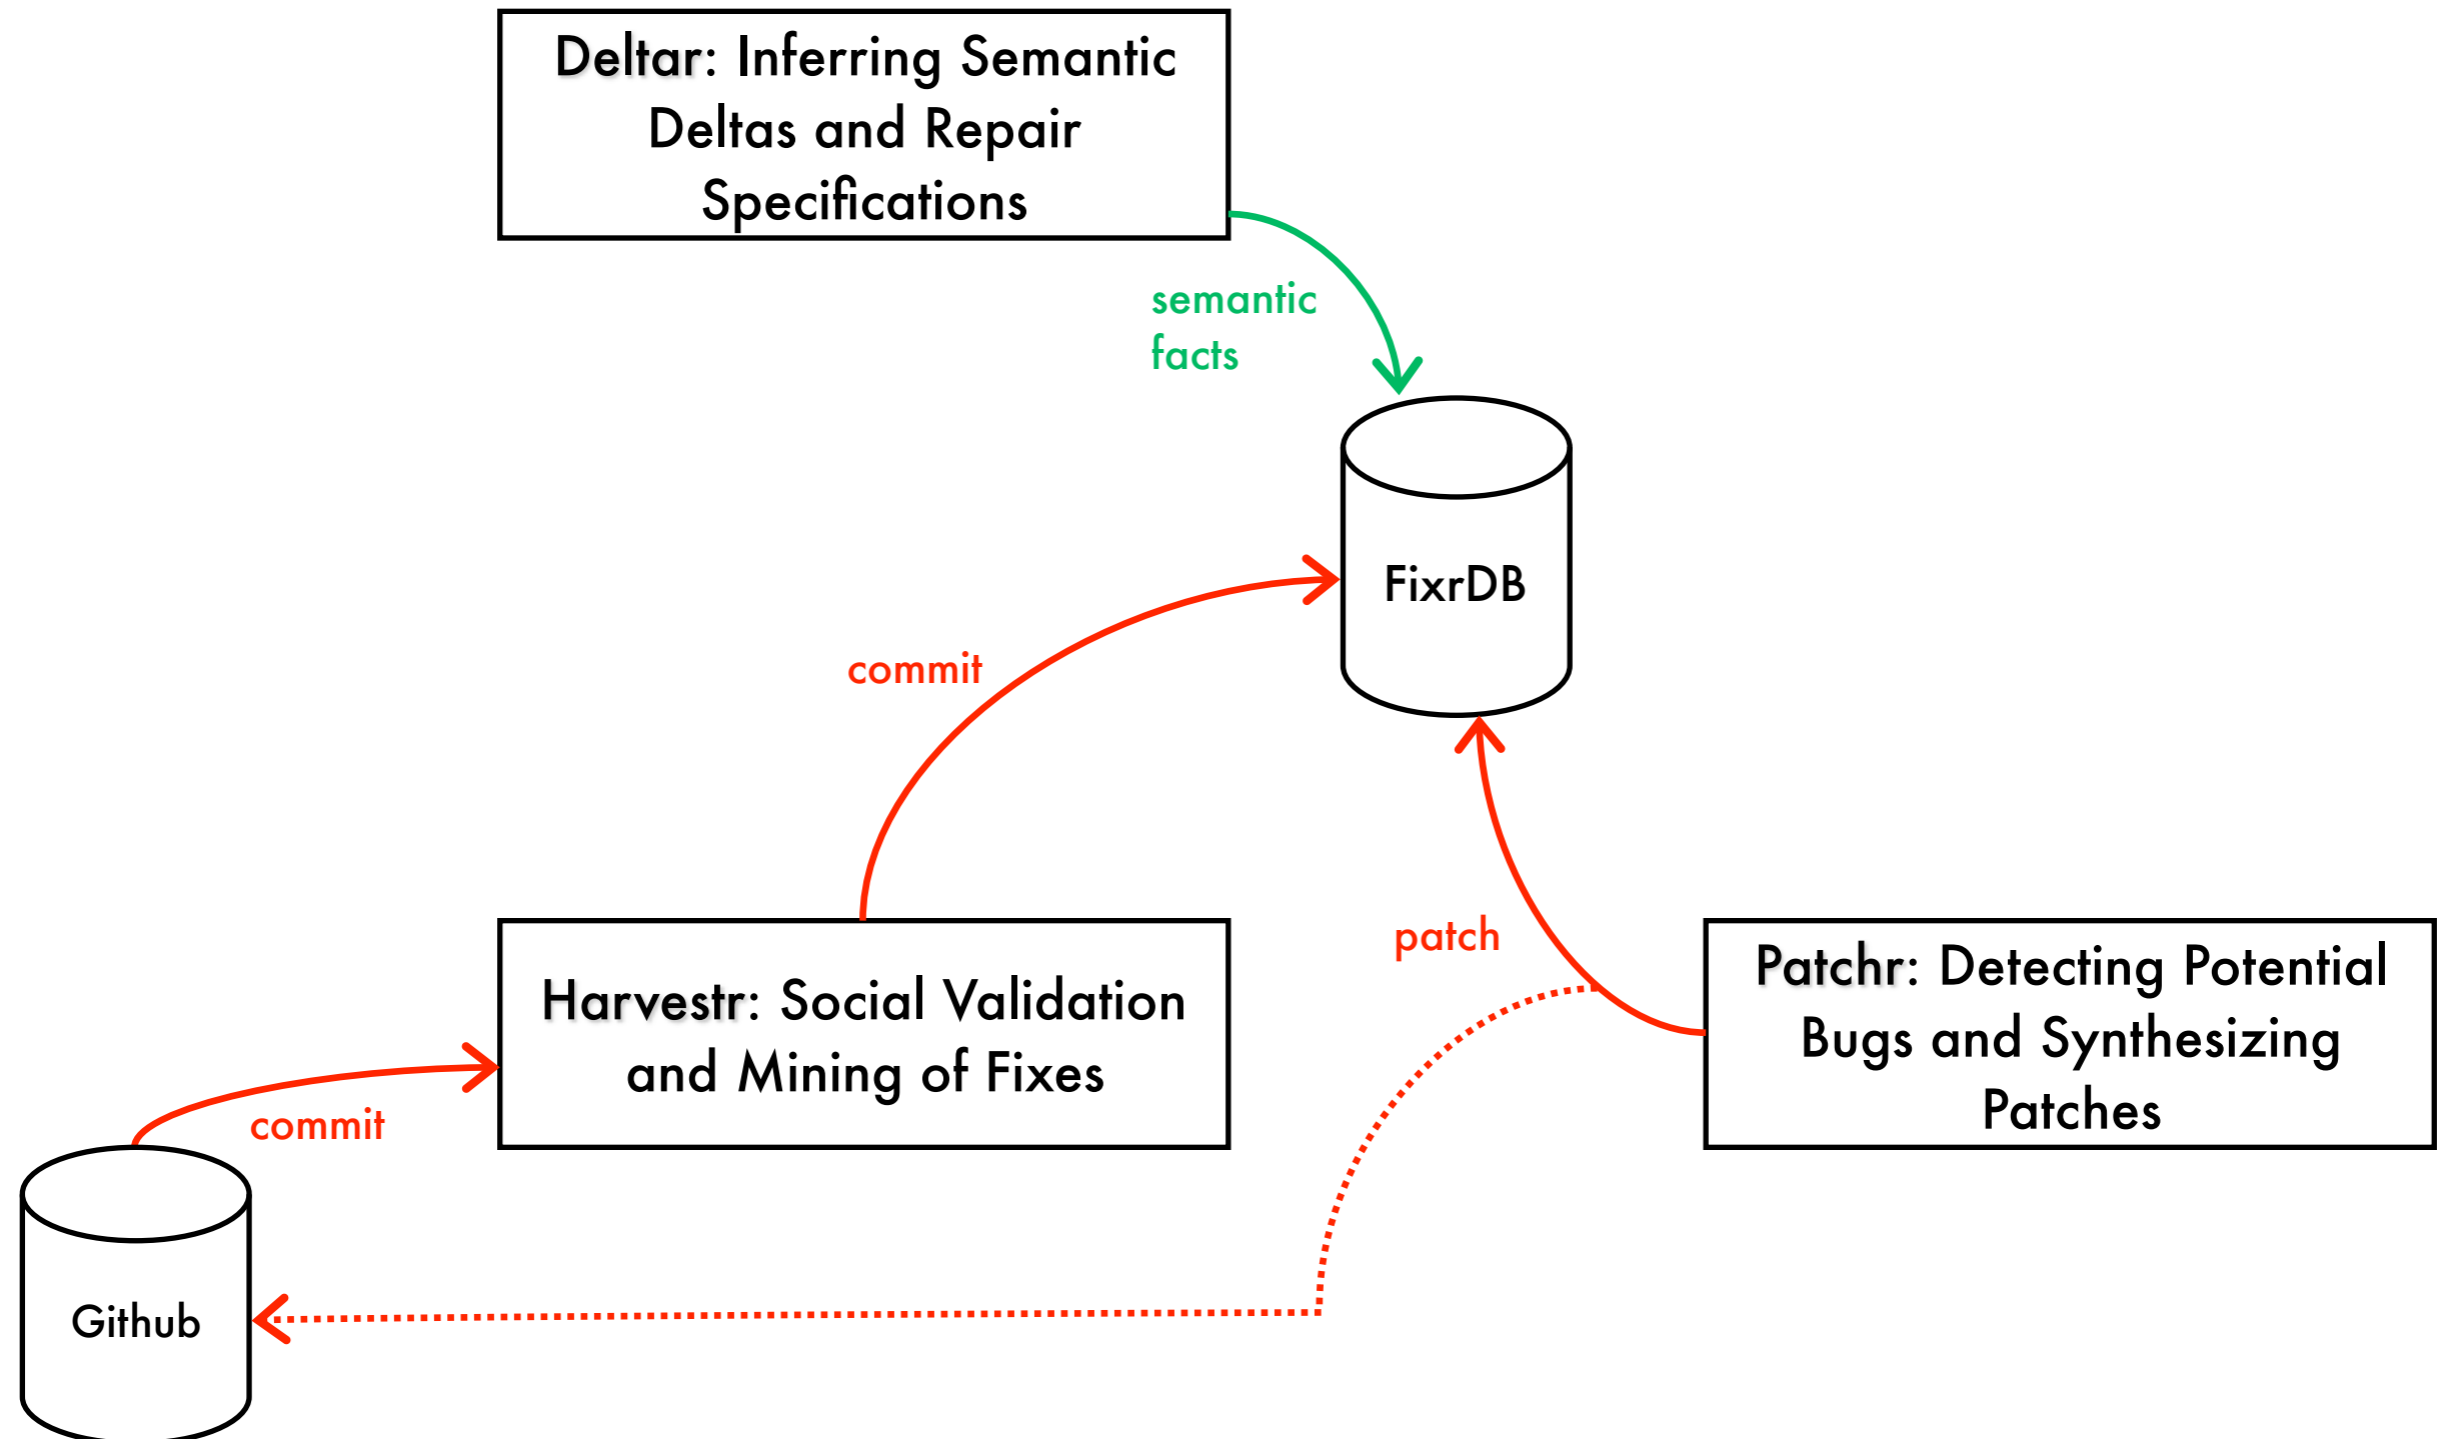 Deltar: Inferring Semantic
Deltas and Repair
Specifications
semantic
facts
FixrDB
commit
patch
Harvestr: Social Validation
and Mining of Fixes
Patchr: Detecting Potential
Bugs and Synthesizing
Patches
commit
Github